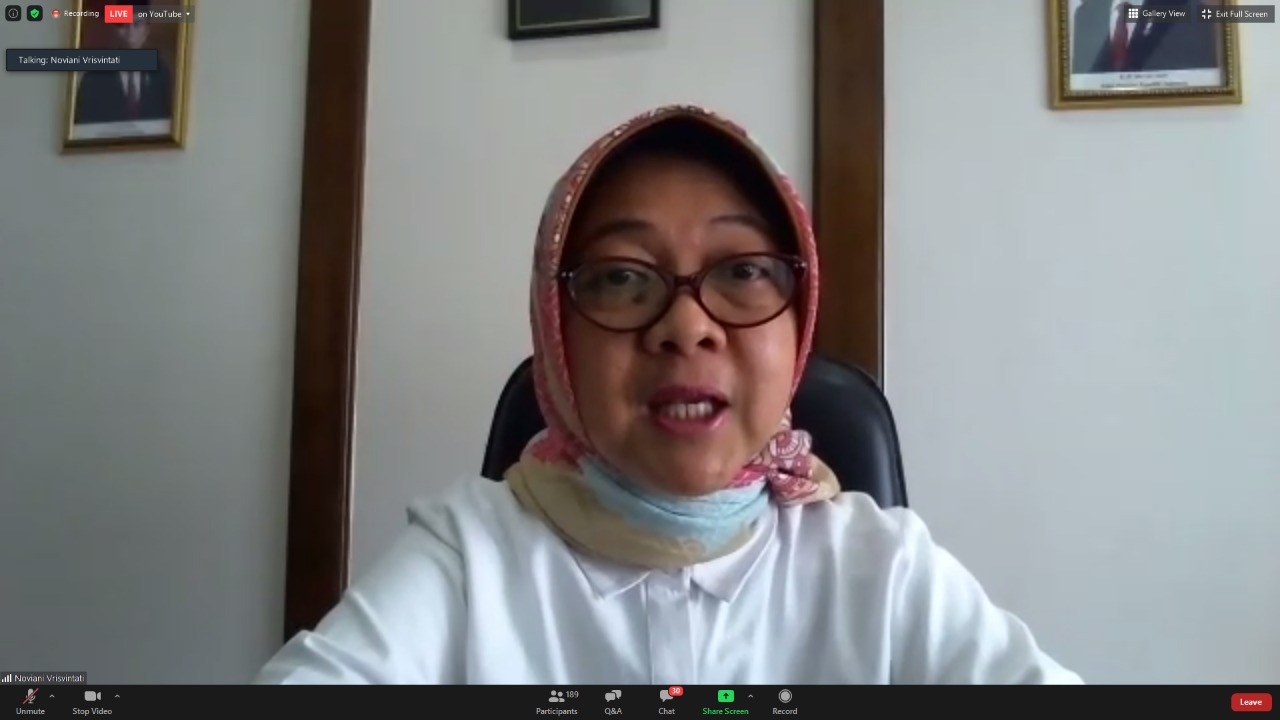 Recording
LIVE
on YouTube
Gallery View
Exit Full Screen
Talking: Noviani Vrisvintati
Noviani Vrisvintati
Unmute
Stop Video
189
Participants
Q&A
30
Chat
Share Screen
Record
Leave